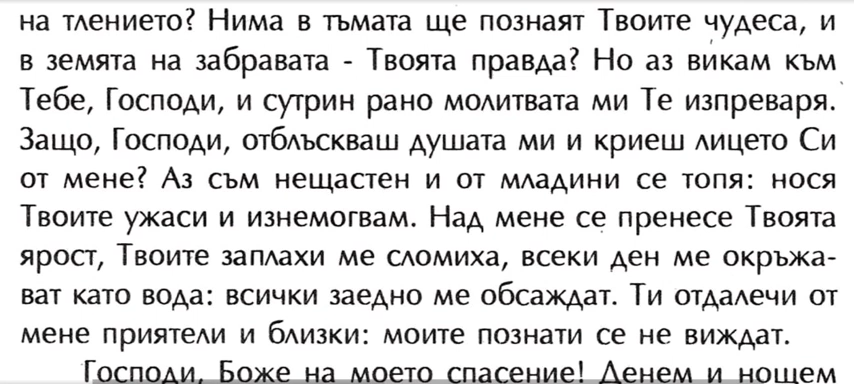 на тлението? Нима в тъмата ще познаят Твоите чудеса, и
в земята на забравата - Твоята правда? Но аз викам към
Тебе, Господи, и сутрин рано молитвата ми Те изпреваря.
Защо, Господи, отблъскваш душата ми и криеш лицето Си
от мене? Аз съм нещастен и от младини се топя: нося
Твоите ужаси и изнемогвам. Над мене се пренесе Твоята
ярост, Твоите заплахи ме сломиха, всеки ден ме окръжа-
ват като вода: всички заедно ме обсаждат. Ти отдалечи от
мене приятели и близки: моите познати се не виждат.
Господи, Боже на моето спасение! Денем и нощем